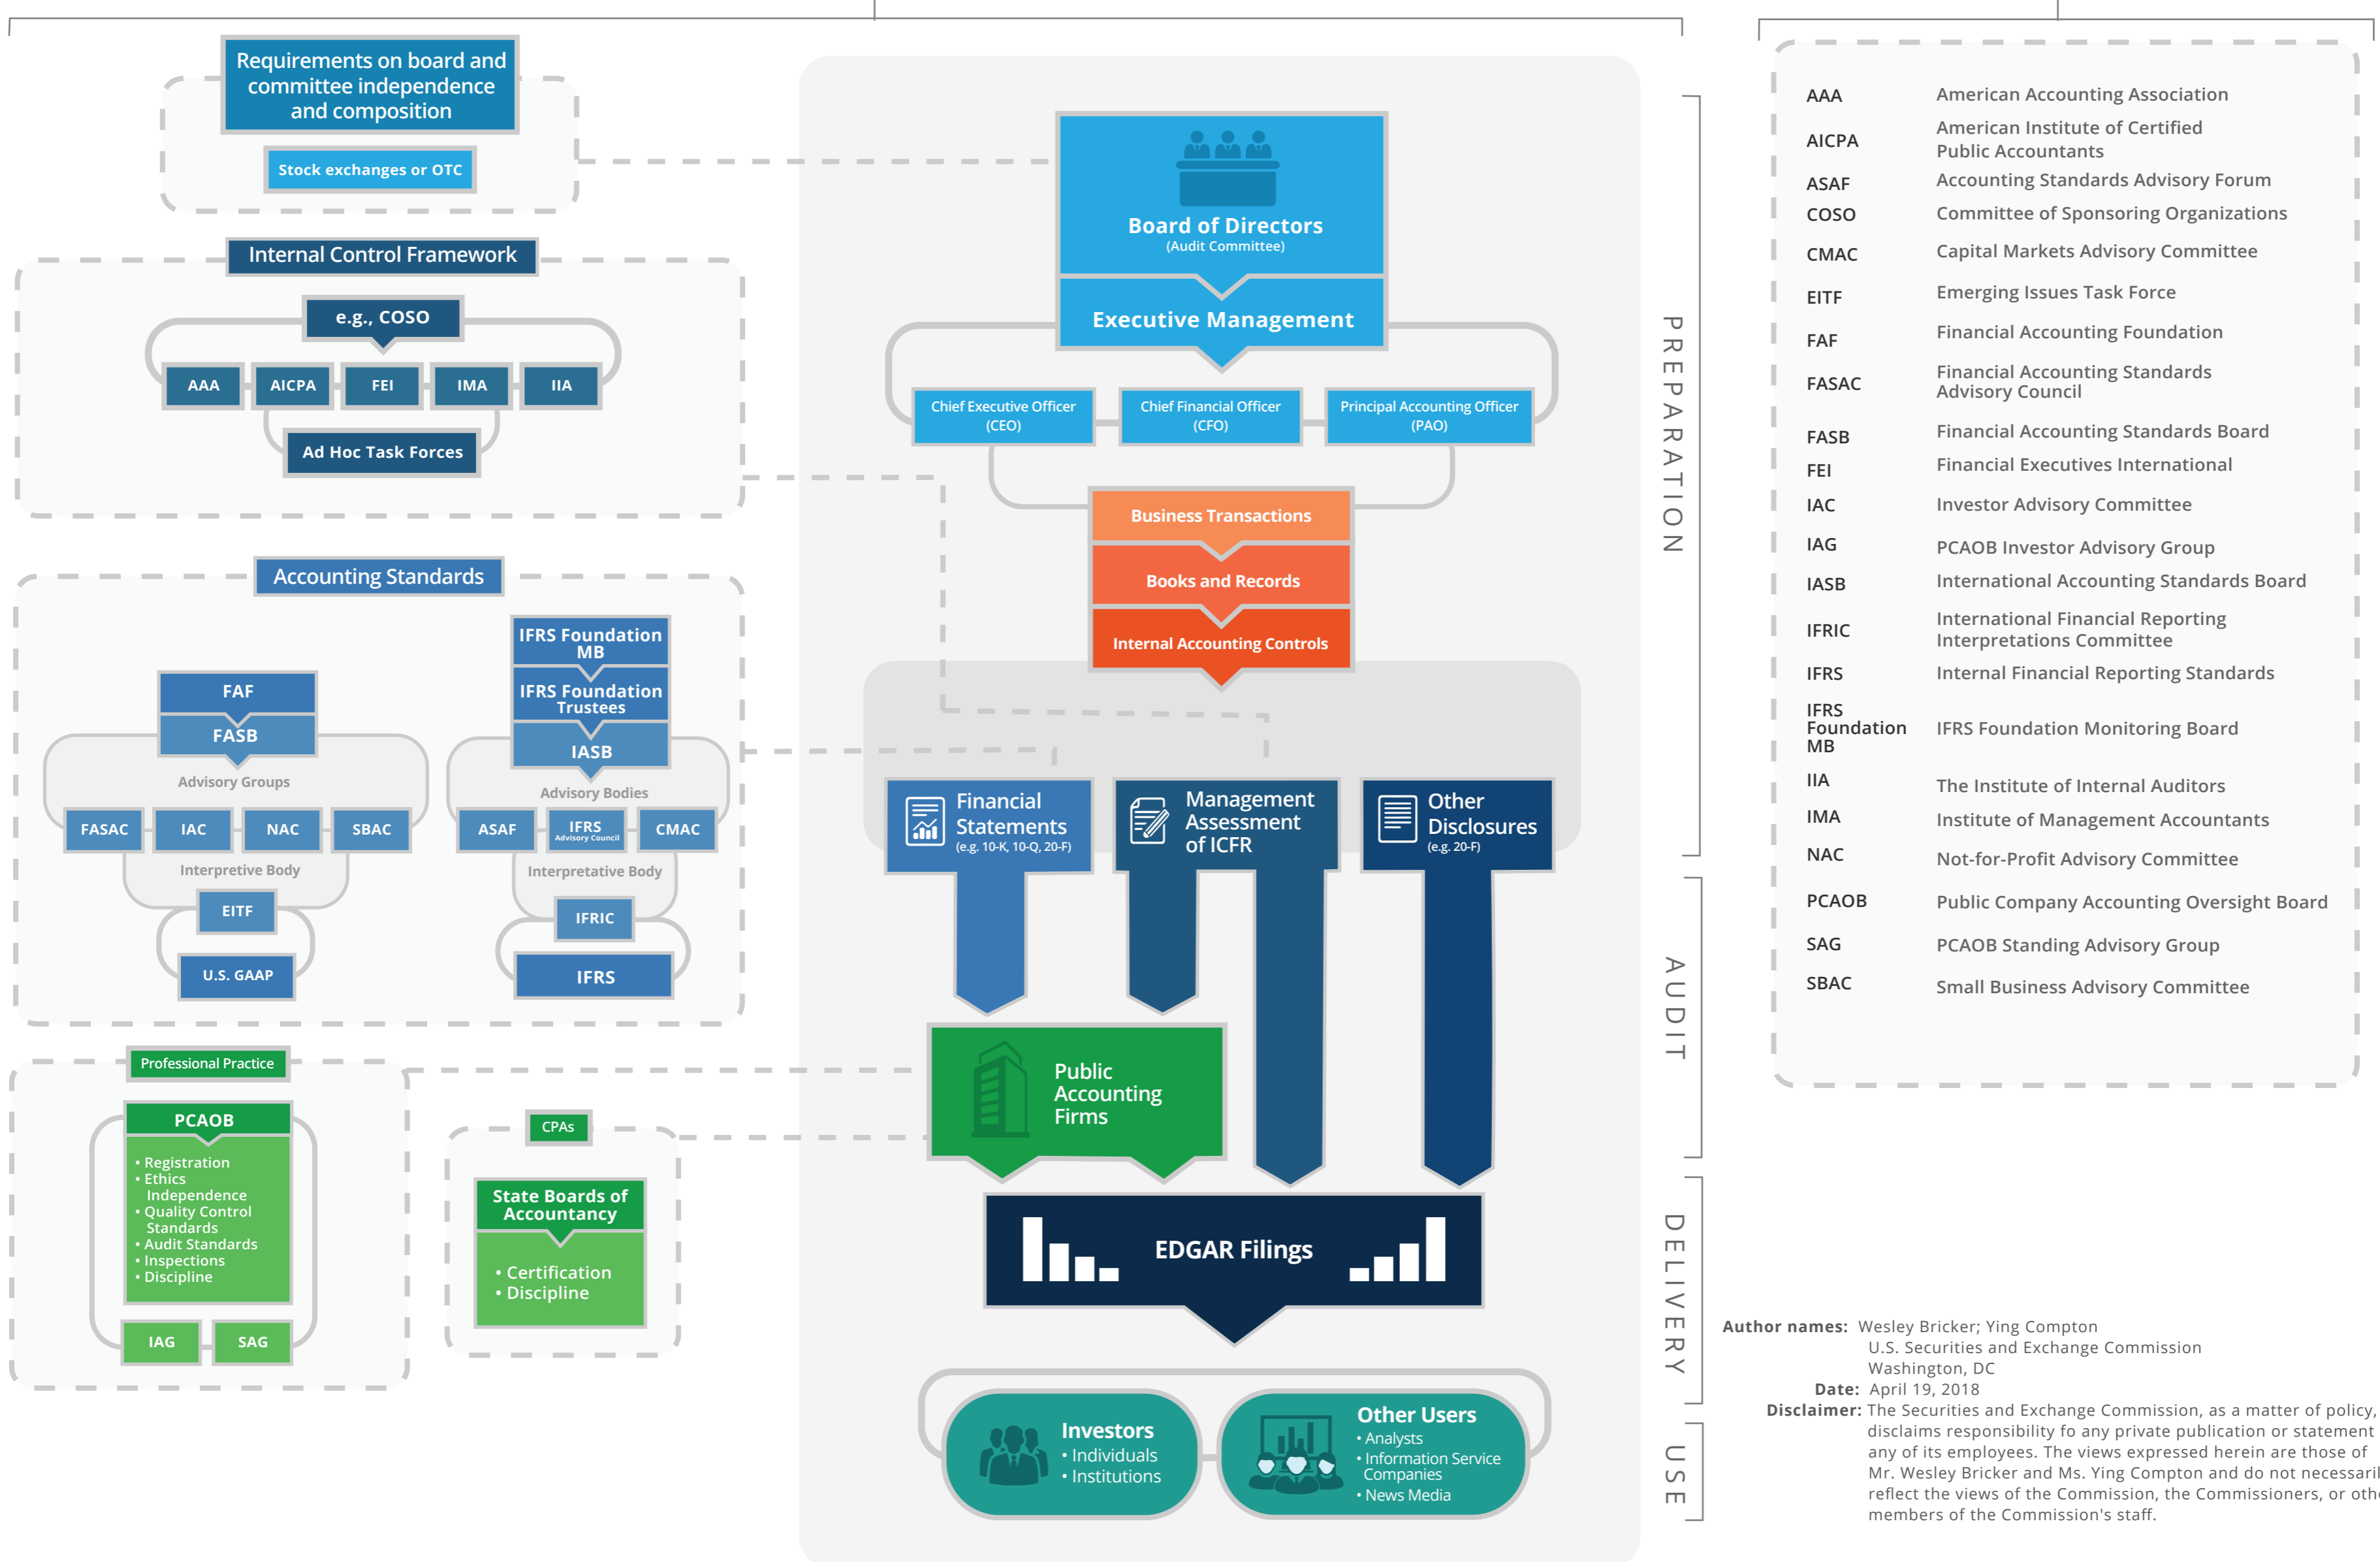 Requirements on board and
committee independence
and composition
Stock exchanges or OTC
Internal Control Framework
e.g., COSO
AAA
AICPA
FEI
IMA
IIA
Ad Hoc Task Forces
Accounting Standards
FAF
FASB
Advisory Groups
FASAC
IAC
NAC
SBAC
Interpretive Body
EITF
U.S. GAAP
IFRS Foundation
MB
IFRS Foundation
Trustees
IASB
Advisory Bodies
ASAF
IFRS
Advisory Council
CMAC
Interpretative Body
IFRIC
IFRS
Professional Practice
PCAOB
• Registration
• Ethics
Independence
• Quality Control
Standards
• Audit Standards
• Inspections
• Discipline
IAG
SAG
CPAs
State Boards of
Accountancy
• Certification
• Discipline
Board of Directors
(Audit Committee)
Executive Management
Chief Executive Officer
(CEO)
Chief Financial Officer
(CFO)
Principal Accounting Officer
(PAO)
Business Transactions
Books and Records
Internal Accounting Controls
Financial
Statements
(e.g. 10-K, 10-Q, 20-F)
Management
Assessment
of ICFR
Other
Disclosures
(e.g. 20-F)
Public
Accounting
Firms
EDGAR Filings
Investors
• Individuals
• Institutions
Other Users
• Analysts
• Information Service
Companies
• News Media
PREPARATION
AUDIT
DELIVERY
USE
AAA American Accounting Association
AICPA American Institute of Certified
Public Accountants
ASAF Accounting Standards Advisory Forum
COSO Committee of Sponsoring Organizations
CMAC Capital Markets Advisory Committee
EITF Emerging Issues Task Force
FAF Financial Accounting Foundation
FASAC Financial Accounting Standards
Advisory Council
FASB Financial Accounting Standards Board
FEI Financial Executives International
IAC Investor Advisory Committee
IAG PCAOB Investor Advisory Group
IASB International Accounting Standards Board
IFRIC International Financial Reporting
Interpretations Committee
IFRS Internal Financial Reporting Standards
IFRS
Foundation IFRS Foundation Monitoring Board
MB
IIA The Institute of Internal Auditors
IMA Institute of Management Accountants
NAC Not-for-Profit Advisory Committee
PCAOB Public Company Accounting Oversight Board
SAG PCAOB Standing Advisory Group
SBAC Small Business Advisory Committee
Author names: Wesley Bricker; Ying Compton
U.S. Securities and Exchange Commission
Washington, DC
Date: April 19, 2018
Disclaimer: The Securities and Exchange Commission, as a matter of policy,
disclaims responsibility fo any private publication or statement
any of its employees. The views expressed herein are those of
Mr. Wesley Bricker and Ms. Ying Compton and do not
reflect the views of the Commission, the Commissioners, or
members of the Commission's staff.